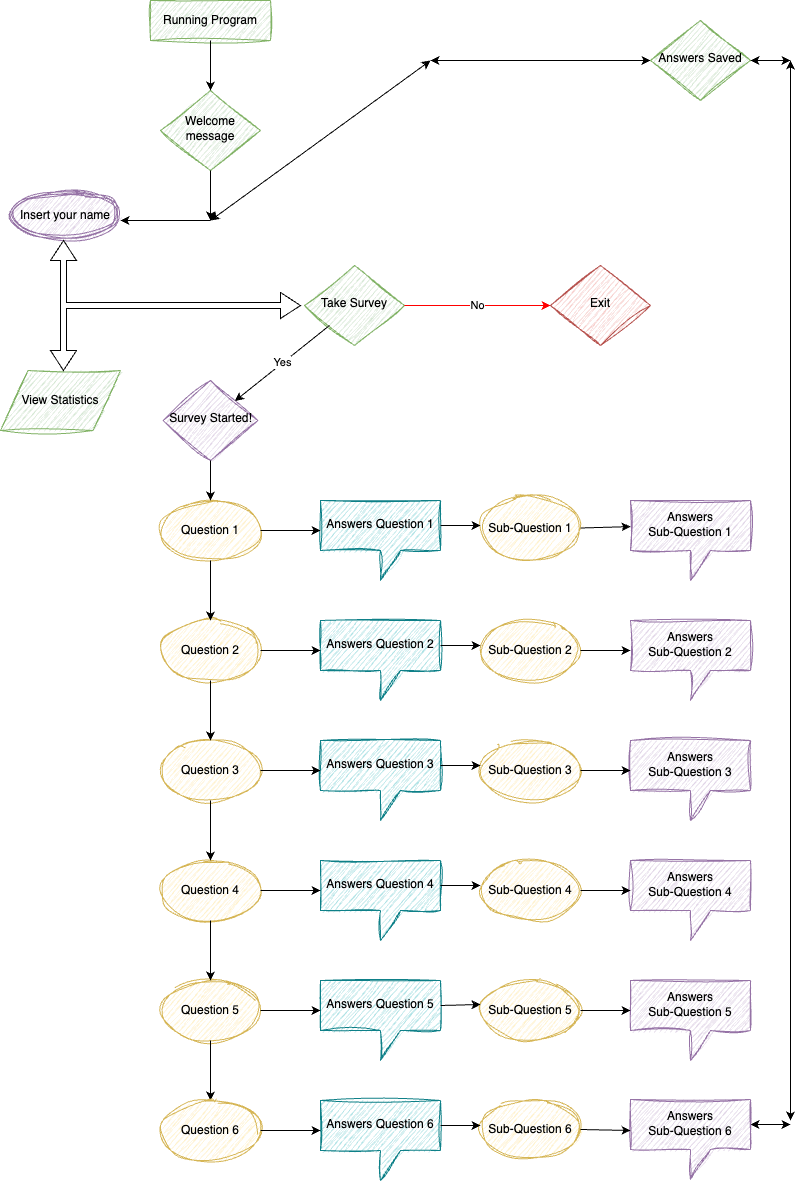 Running Program
Answers Saved
Welcome
message
Insert your name
Take Survey
No
Exit
Yes
View Statistics
Survey Started!
Question 1
Answers Question 1
Sub-Question 1
Answers
Sub-Question 1
Question 2
Answers Question 2
Sub-Question 2
Answers
Sub-Question 2
Question 3
Answers Question 3
Sub-Question 3
Answers
Sub-Question 3
Question 4
Answers Question 4
Sub-Question 4
Answers
Sub-Question 4
Question 5
Answers Question 5
Sub-Question 5
Answers
Sub-Question 5
Question 6
Answers Question 6
Sub-Question 6
Answers
Sub-Question 6